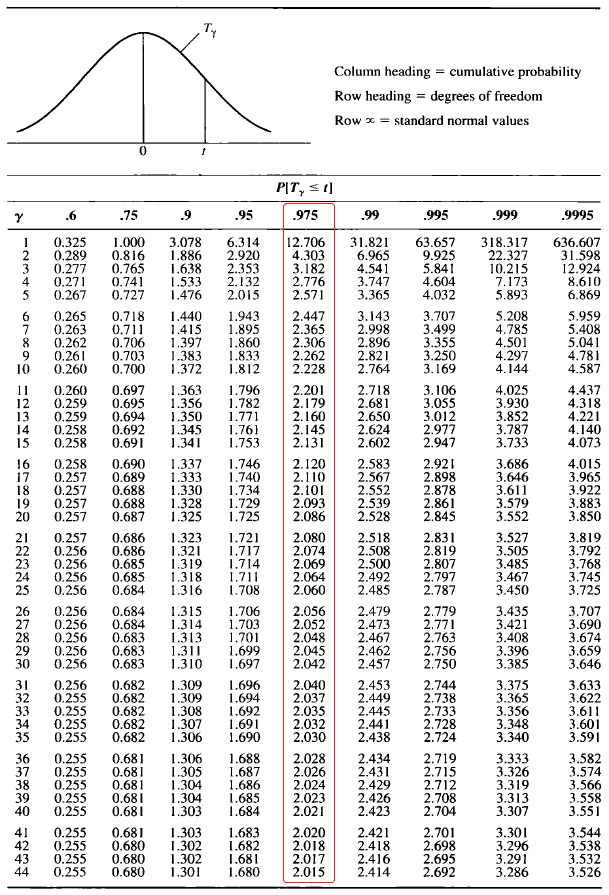 Tγ
Column heading = cumulative probability
Row heading = degrees of freedom
Row ∞ = standard normal values
0 t
P[Tγ ≤ t]
γ .6 .75 .9 .95 .975 .99 .995 .999 .9995
1 0.325 1.000 3.078 6.314 12.706 31.821 63.657 318.317 636.607
2 0.289 0.816 1.886 2.920 4.303 6.965 9.925 22.327 31.598
3 0.277 0.765 1.638 2.353 3.182 4.541 5.841 10.215 12.924
4 0.271 0.741 1.533 2.132 2.776 3.747 4.604 7.173 8.610
5 0.267 0.727 1.476 2.015 2.571 3.365 4.032 5.893 6.869
6 0.265 0.718 1.440 1.943 2.447 3.143 3.707 5.208 5.959
7 0.263 0.711 1.415 1.895 2.365 2.998 3.499 4.785 5.408
8 0.262 0.706 1.397 1.860 2.306 2.896 3.355 4.501 5.041
9 0.261 0.703 1.383 1.833 2.262 2.821 3.250 4.297 4.781
10 0.260 0.700 1.372 1.812 2.228 2.764 3.169 4.144 4.587
11 0.260 0.697 1.363 1.796 2.201 2.718 3.106 4.025 4.437
12 0.259 0.695 1.356 1.782 2.179 2.681 3.055 3.930 4.318
13 0.259 0.694 1.350 1.771 2.160 2.650 3.012 3.852 4.221
14 0.258 0.692 1.345 1.761 2.145 2.624 2.977 3.787 4.140
15 0.258 0.691 1.341 1.753 2.131 2.602 2.947 3.733 4.073
16 0.258 0.690 1.337 1.746 2.120 2.583 2.921 3.686 4.015
17 0.257 0.689 1.333 1.740 2.110 2.567 2.898 3.646 3.965
18 0.257 0.688 1.330 1.734 2.101 2.552 2.878 3.611 3.922
19 0.257 0.688 1.328 1.729 2.093 2.539 2.861 3.579 3.883
20 0.257 0.687 1.325 1.725 2.086 2.528 2.845 3.552 3.850
21 0.257 0.686 1.323 1.721 2.080 2.518 2.831 3.527 3.819
22 0.256 0.686 1.321 1.717 2.074 2.508 2.819 3.505 3.792
23 0.256 0.685 1.319 1.714 2.069 2.500 2.807 3.485 3.768
24 0.256 0.685 1.318 1.711 2.064 2.492 2.797 3.467 3.745
25 0.256 0.684 1.316 1.708 2.060 2.485 2.787 3.450 3.725
26 0.256 0.684 1.315 1.706 2.056 2.479 2.779 3.435 3.707
27 0.256 0.684 1.314 1.703 2.052 2.473 2.771 3.421 3.690
28 0.256 0.683 1.313 1.701 2.048 2.467 2.763 3.408 3.674
29 0.256 0.683 1.311 1.699 2.045 2.462 2.756 3.396 3.659
30 0.256 0.683 1.310 1.697 2.042 2.457 2.750 3.385 3.646
31 0.256 0.682 1.309 1.696 2.040 2.453 2.744 3.375 3.633
32 0.255 0.682 1.309 1.694 2.037 2.449 2.738 3.365 3.622
33 0.255 0.682 1.308 1.692 2.035 2.445 2.733 3.356 3.611
34 0.255 0.682 1.307 1.691 2.032 2.441 2.728 3.348 3.601
35 0.255 0.682 1.306 1.690 2.030 2.438 2.724 3.340 3.591
36 0.255 0.681 1.306 1.688 2.028 2.434 2.719 3.333 3.582
37 0.255 0.681 1.305 1.687 2.026 2.431 2.715 3.326 3.574
38 0.255 0.681 1.304 1.686 2.024 2.429 2.712 3.319 3.566
39 0.255 0.681 1.304 1.685 2.023 2.426 2.708 3.313 3.558
40 0.255 0.681 1.303 1.684 2.021 2.423 2.704 3.307 3.551
41 0.255 0.681 1.303 1.683 2.020 2.421 2.701 3.301 3.544
42 0.255 0.680 1.302 1.682 2.018 2.418 2.698 3.296 3.538
43 0.255 0.680 1.302 1.681 2.017 2.416 2.695 3.291 3.532
44 0.255 0.680 1.301 1.680 2.015 2.414 2.692 3.286 3.526